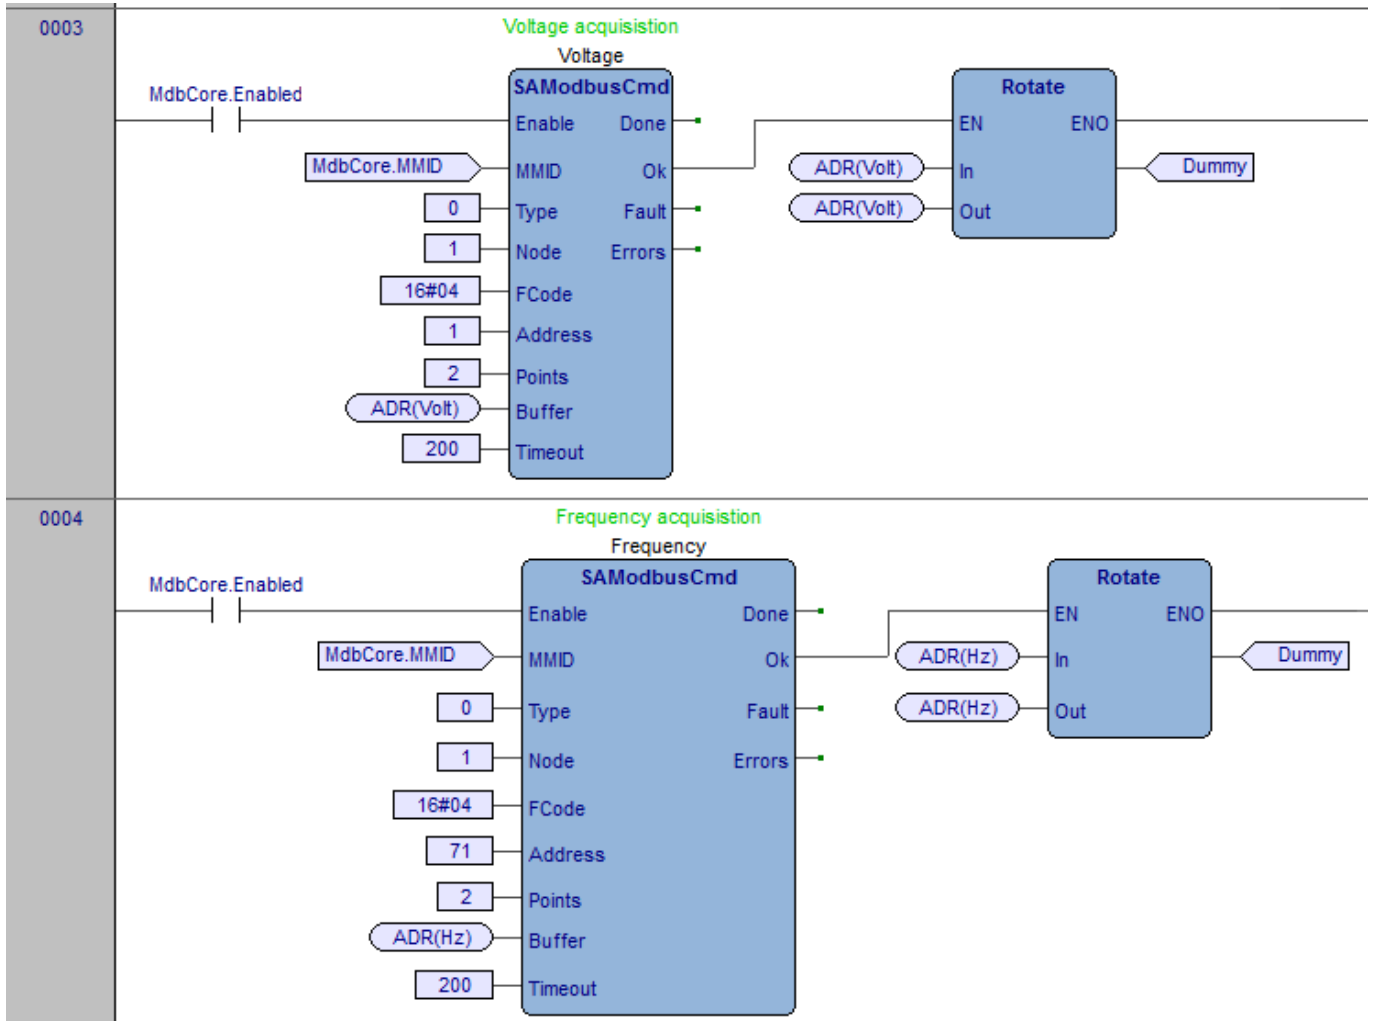 0003
Voltage acquisistion
Voltage
SAModbusCmd
Rotate
MdbCore.Enabled
Enable Done
EN ENO
MdbCore.MMID
MMID Ok
ADR(Volt)
In
Dummy
0
Type Fault
ADR(Volt)
Out
1
Node Errors
16#04
FCode
1
Address
2
Points
ADR(Volt)
Buffer
200
Timeout
0004
Frequency acquisistion
Frequency
SAModbusCmd
Rotate
MdbCore.Enabled
Enable Done
EN ENO
MdbCore.MMID
MMID Ok
ADR(Hz)
In
Dummy
0
Type Fault
ADR(Hz)
Out
1
Node Errors
16#04
FCode
71
Address
2
Points
ADR(Hz)
Buffer
200
Timeout